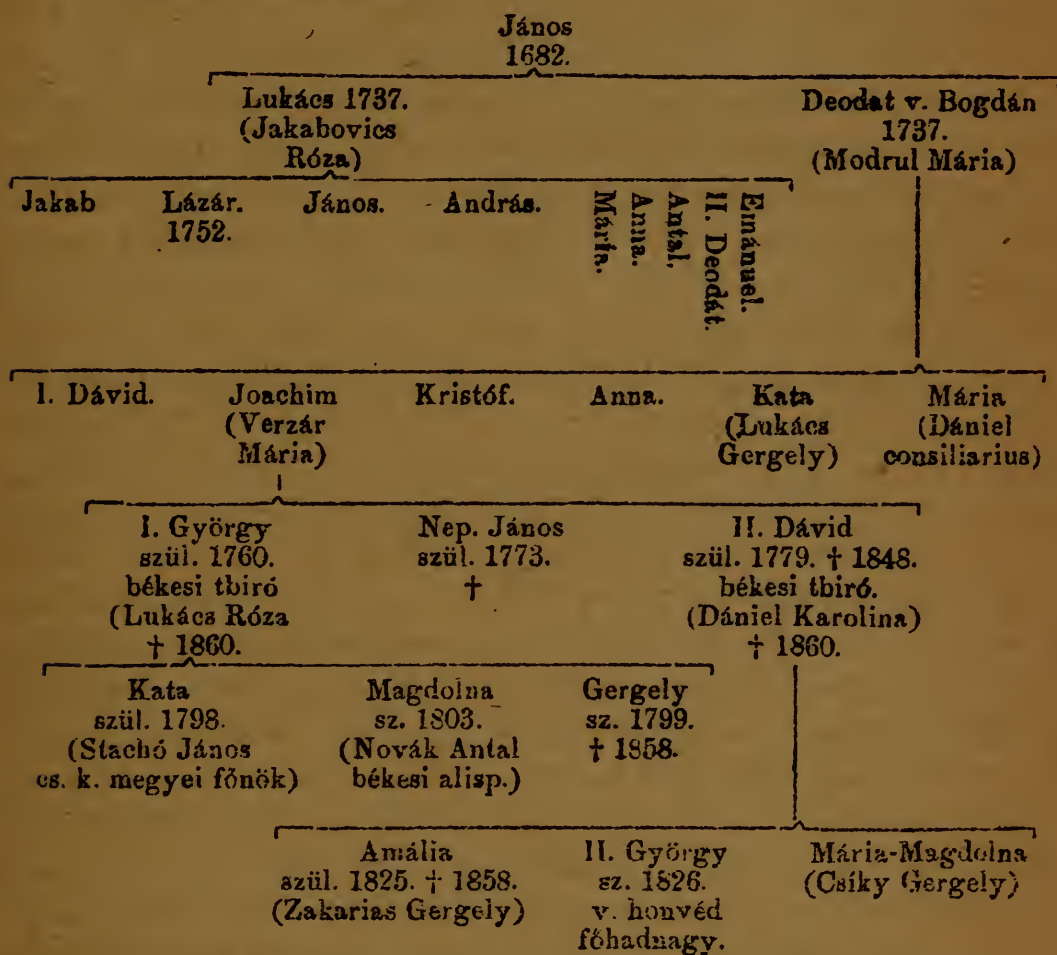 János
1682.
Lukács 1737. Deodat v. Bogdán
(Jakabovics 1737.
Róza) (Modrul Mária)
Jakab Lázár. János. András.
1752.
Mária.
Anna.
Antal.
II. Deodát.
Emánuel.
I. Dávid. Joachim Kristóf. Anna. Kata Mária
(Verzár (Lukács (Dániel
Mária) Gergely) consiliarius)
I. György Nep. János II. Dávid
szül. 1760. szül. 1773. szül. 1779. † 1848.
békesi tbiró † békesi tbiró.
(Lukács Róza (Dániel Karolina)
† 1860. † 1860.
Kata Magdolna Gergely
szül. 1798. sz. 1803. sz. 1799.
(Stachó János (Novák Antal † 1858.
cs. k. megyei főnök) békesi alisp.)
Amália II. György Mária-Magdolna
szül. 1825. † 1858. sz. 1826. (Csíky Gergely)
(Zakarias Gergely) v. honvéd
főhadnagy.